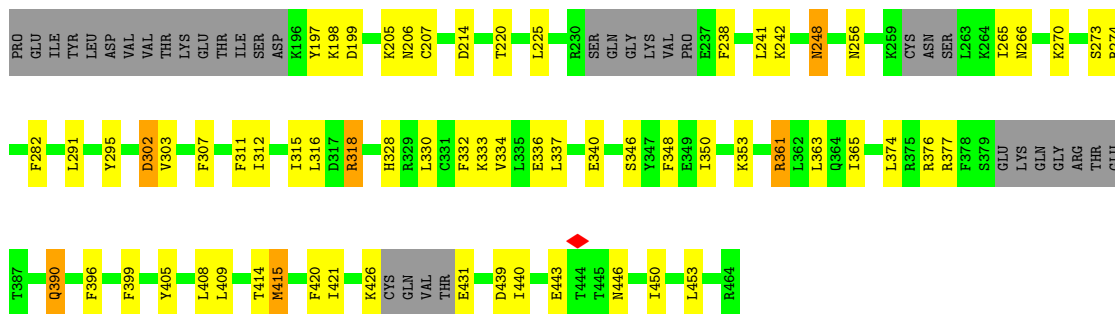 PRO GLU ILE TYR LEU ASP VAL VAL THR LYS GLU THR ILE SER ASP K196 Y197 K198 D199 K205 N206 C207 D214 T220 L225 R230 SER GLN GLY LYS VAL PRO E237 F238 L241 K242 N248 N256 K259 CYS ASN SER L263 K264 I265 N266 K270 S273
F282 L291 Y295 D302 V303 F307 F311 I312 I315 L316 D317 R318 H328 R329 L330 C331 F332 K333 V334 L335 E336 L337 E340 S346 Y347 F348 E349 I350 K353 R361 L362 L363 Q364 I365 L374 R375 R376 R377 F378 S379 GLU LYS GLN GLY ARG THR
T387 Q390 F396 F399 Y405 L408 L409 T414 M415 F420 I421 K426 CYS GLN VAL THR E431 D439 I440 E443 T444 T445 N446 I450 L453 R464